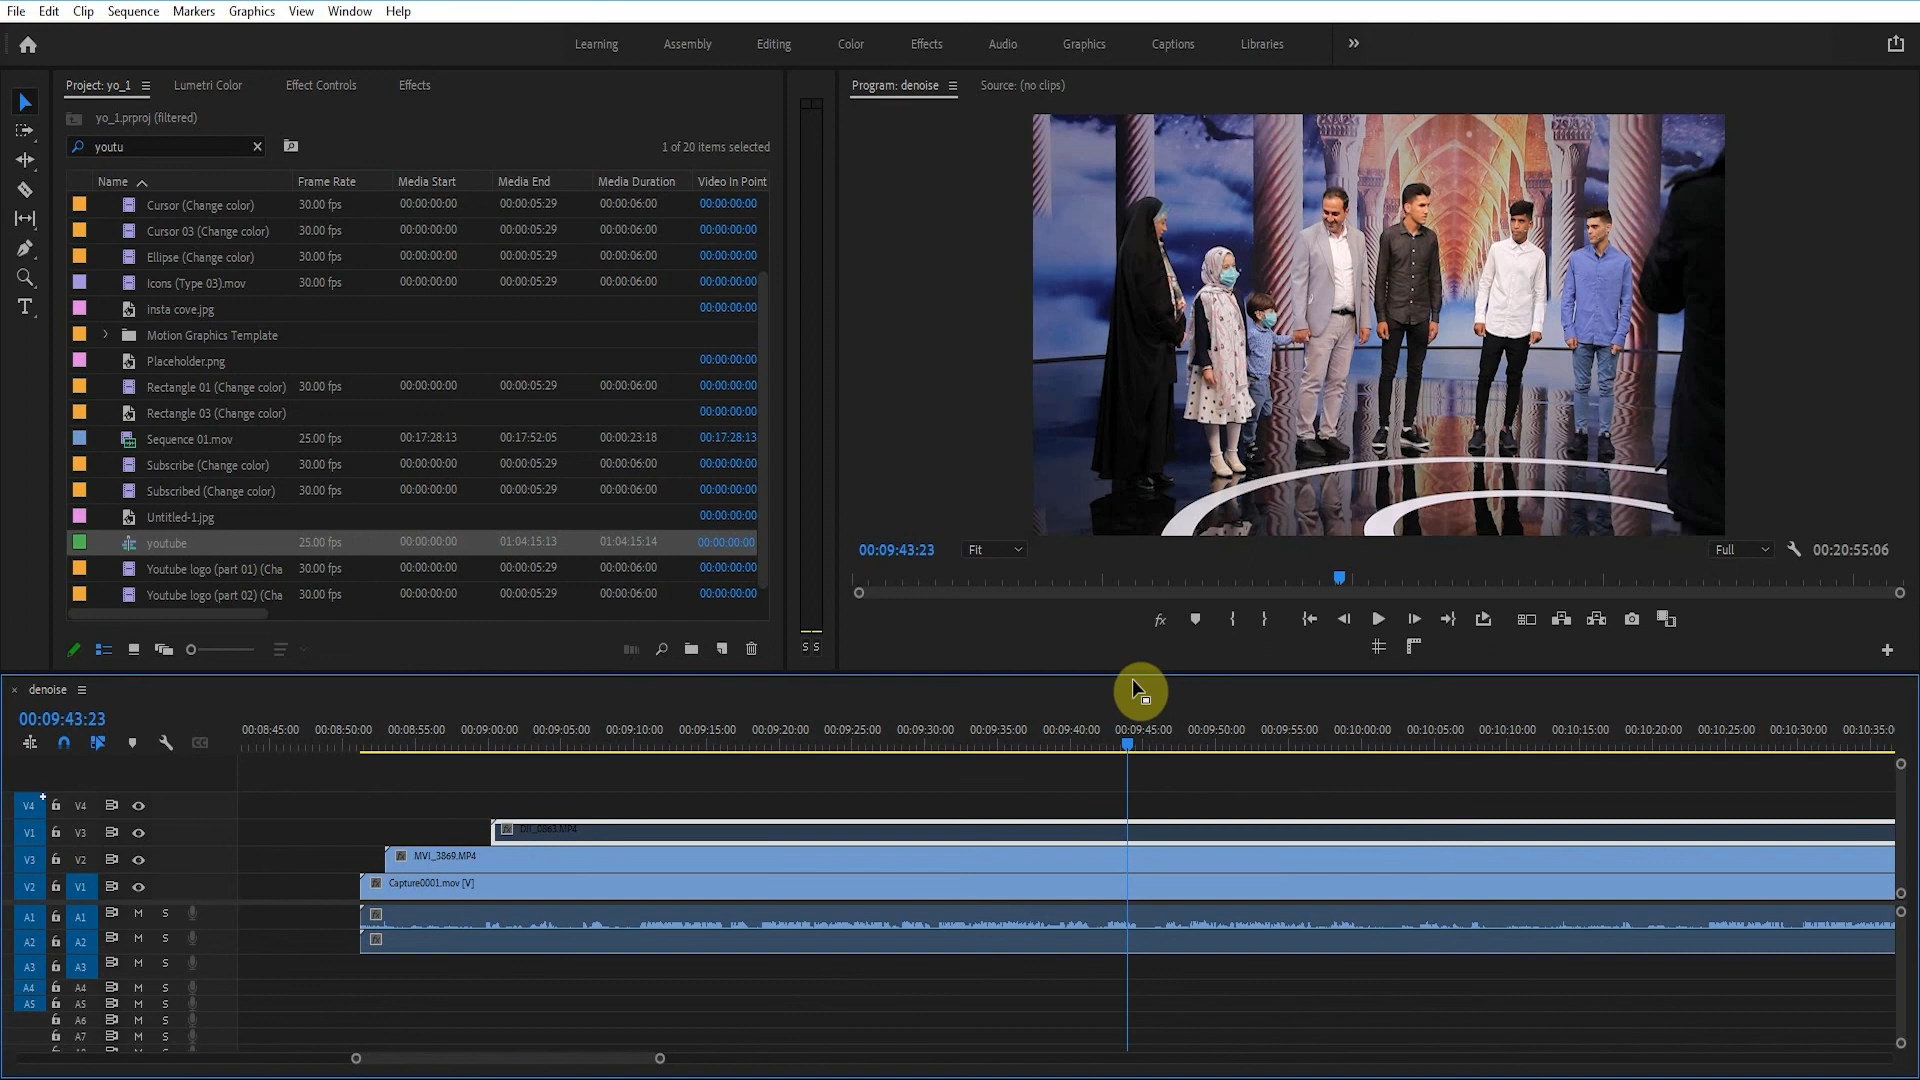 File Edit Clip Sequence Markers Graphics View Window Help
Learning Assembly Editing Color Effects Audio Graphics Captions Libraries
Project: yo_1 Lumetri Color Effect Controls Effects
yo_1.prproj (filtered)
youtu
1 of 20 items selected
Name Frame Rate Media Start Media End Media Duration Video In Point
Cursor (Change color) 30.00 fps 00:00:00:00 00:00:05:29 00:00:06:00 00:00:00:00
Cursor 03 (Change color) 30.00 fps 00:00:00:00 00:00:05:29 00:00:06:00 00:00:00:00
Ellipse (Change color) 30.00 fps 00:00:00:00 00:00:05:29 00:00:06:00 00:00:00:00
Icons (Type 03).mov 30.00 fps 00:00:00:00 00:00:05:29 00:00:06:00 00:00:00:00
insta cove.jpg 00:00:00:00
Motion Graphics Template
Placeholder.png 00:00:00:00
Rectangle 01 (Change color) 30.00 fps 00:00:00:00 00:00:05:29 00:00:06:00 00:00:00:00
Rectangle 03 (Change color) 00:00:00:00
Sequence 01.mov 25.00 fps 00:17:28:13 00:17:52:05 00:00:23:18 00:17:28:13
Subscribe (Change color) 30.00 fps 00:00:00:00 00:00:05:29 00:00:06:00 00:00:00:00
Subscribed (Change color) 30.00 fps 00:00:00:00 00:00:05:29 00:00:06:00 00:00:00:00
Untitled-1.jpg 00:00:00:00
youtube 25.00 fps 00:00:00:00 01:04:15:13 01:04:15:14 00:00:00:00
Youtube logo (part 01) (Cha 30.00 fps 00:00:00:00 00:00:05:29 00:00:06:00 00:00:00:00
Youtube logo (part 02) (Cha 30.00 fps 00:00:00:00 00:00:05:29 00:00:06:00 00:00:00:00
S S
Program: denoise Source: (no clips)
00:09:43:23 Fit Full 00:20:55:06
fx
denoise
00:09:43:23
00:08:45:00 00:08:50:00 00:08:55:00 00:09:00:00 00:09:05:00 00:09:10:00 00:09:15:00 00:09:20:00 00:09:25:00 00:09:30:00 00:09:35:00 00:09:40:00 00:09:45:00 00:09:50:00 00:09:55:00 00:10:00:00 00:10:05:00 00:10:10:00 00:10:15:00 00:10:20:00 00:10:25:00 00:10:30:00 00:10:35:0
V4 V4
V1 V3 DJI_0863.MP4
V3 V2 MVI_3869.MP4
V2 V1 Capture0001.mov [V]
A1 A1 M S
A2 A2 M S
A3 A3 M S
A4 A4 M S
A5 A5 M S
A6 M S
A7 M S